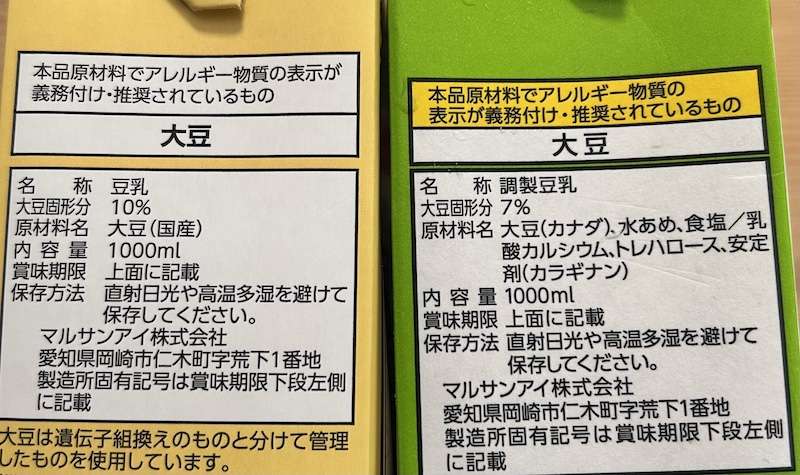 本品原材料でアレルギー物質の表示が
義務付け・推奨されているもの
大豆
名称 豆乳
大豆固形分 10%
原材料名 大豆(国産)
内容量 1000ml
賞味期限 上面に記載
保存方法 直射日光や高温多湿を避けて
保存してください。
マルサンアイ株式会社
愛知県岡崎市仁木町字荒下1番地
製造所固有記号は賞味期限下段左側
に記載
大豆は遺伝子組換えのものと分けて管理
したものを使用しています。
本品原材料でアレルギー物質の
表示が義務付け・推奨されているもの
大豆
名称 調製豆乳
大豆固形分 7%
原材料名 大豆(カナダ)、水あめ、食塩/乳
酸カルシウム、トレハロース、安定
剤(カラギナン)
内容量 1000ml
賞味期限 上面に記載
保存方法 直射日光や高温多湿を避けて
保存してください。
マルサンアイ株式会社
愛知県岡崎市仁木町字荒下1番地
製造所固有記号は賞味期限下段左側
に記載